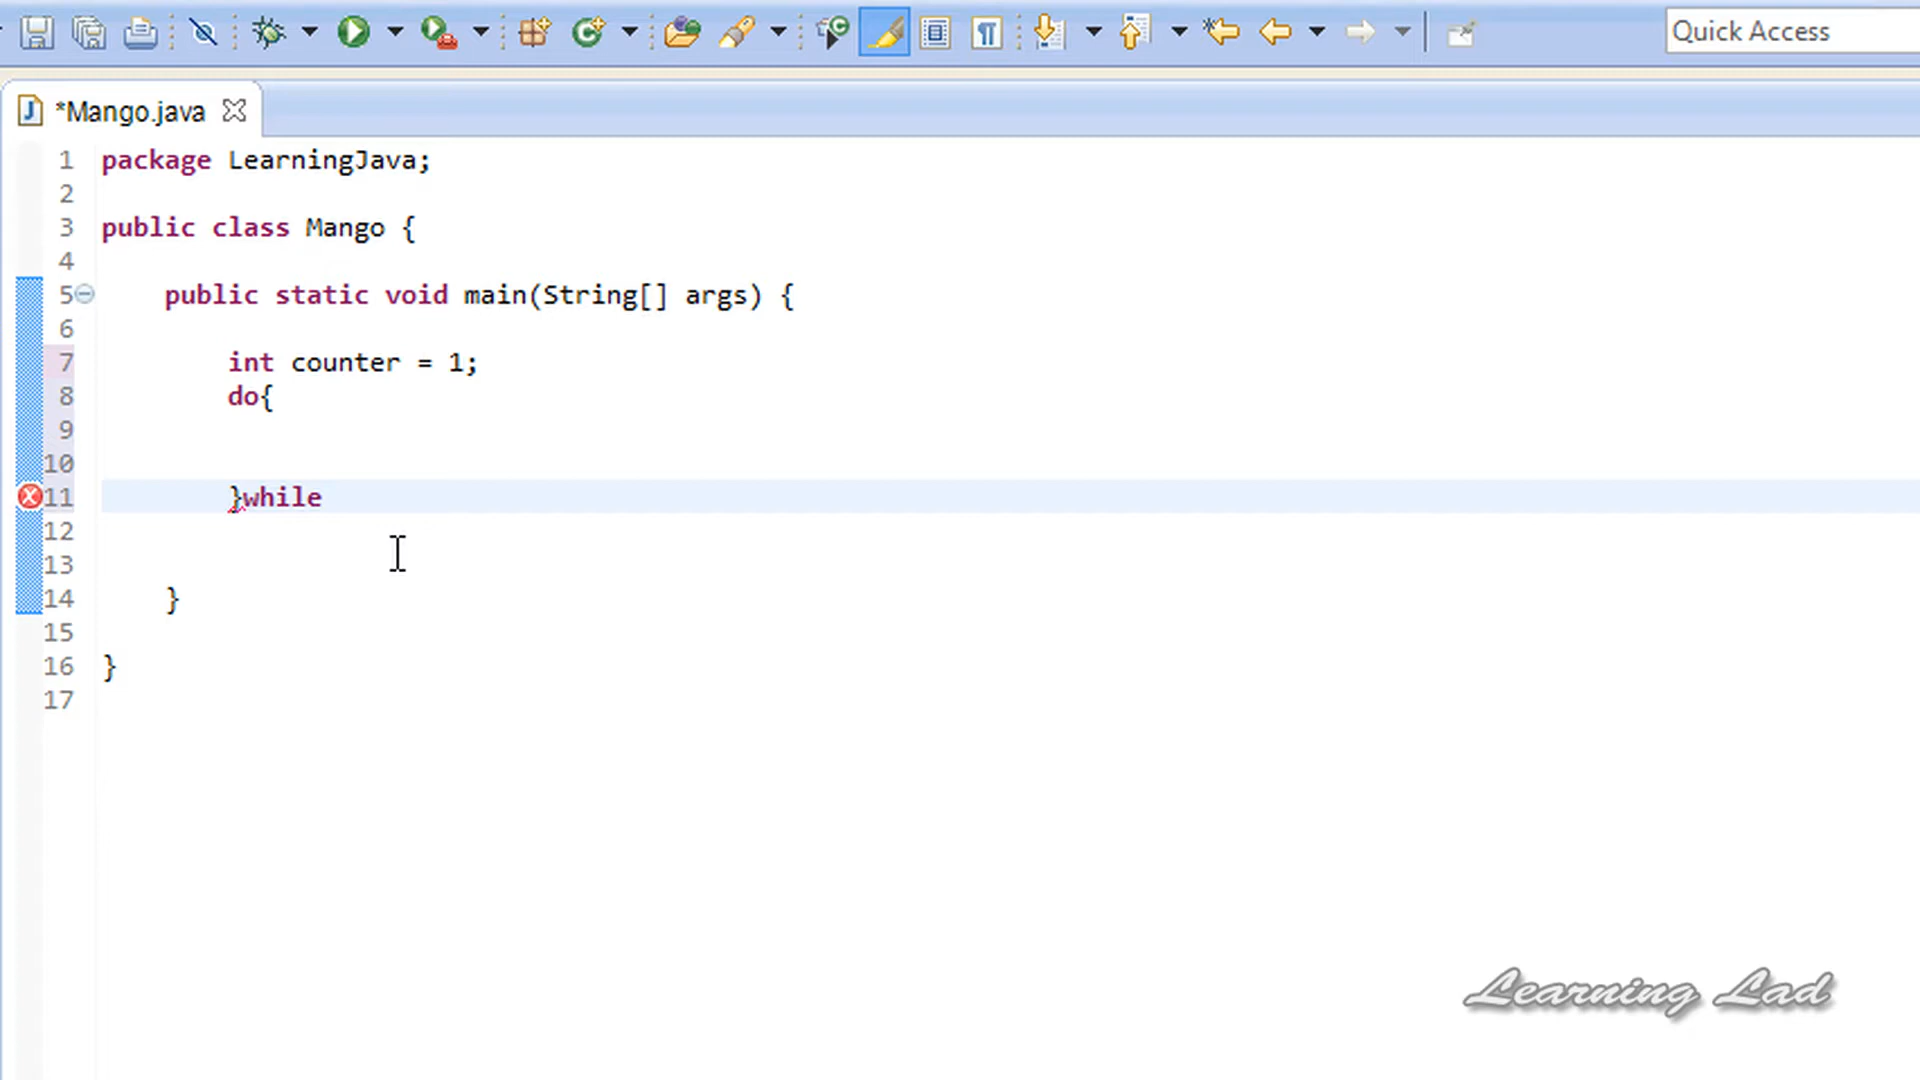 Quick Access
*Mango.java
1 package LearningJava;
2
3 public class Mango {
4
5 public static void main(String[] args) {
6
7 int counter = 1;
8 do{
9
10
11 }while
12
13
14 }
15
16 }
17
Learning Lad